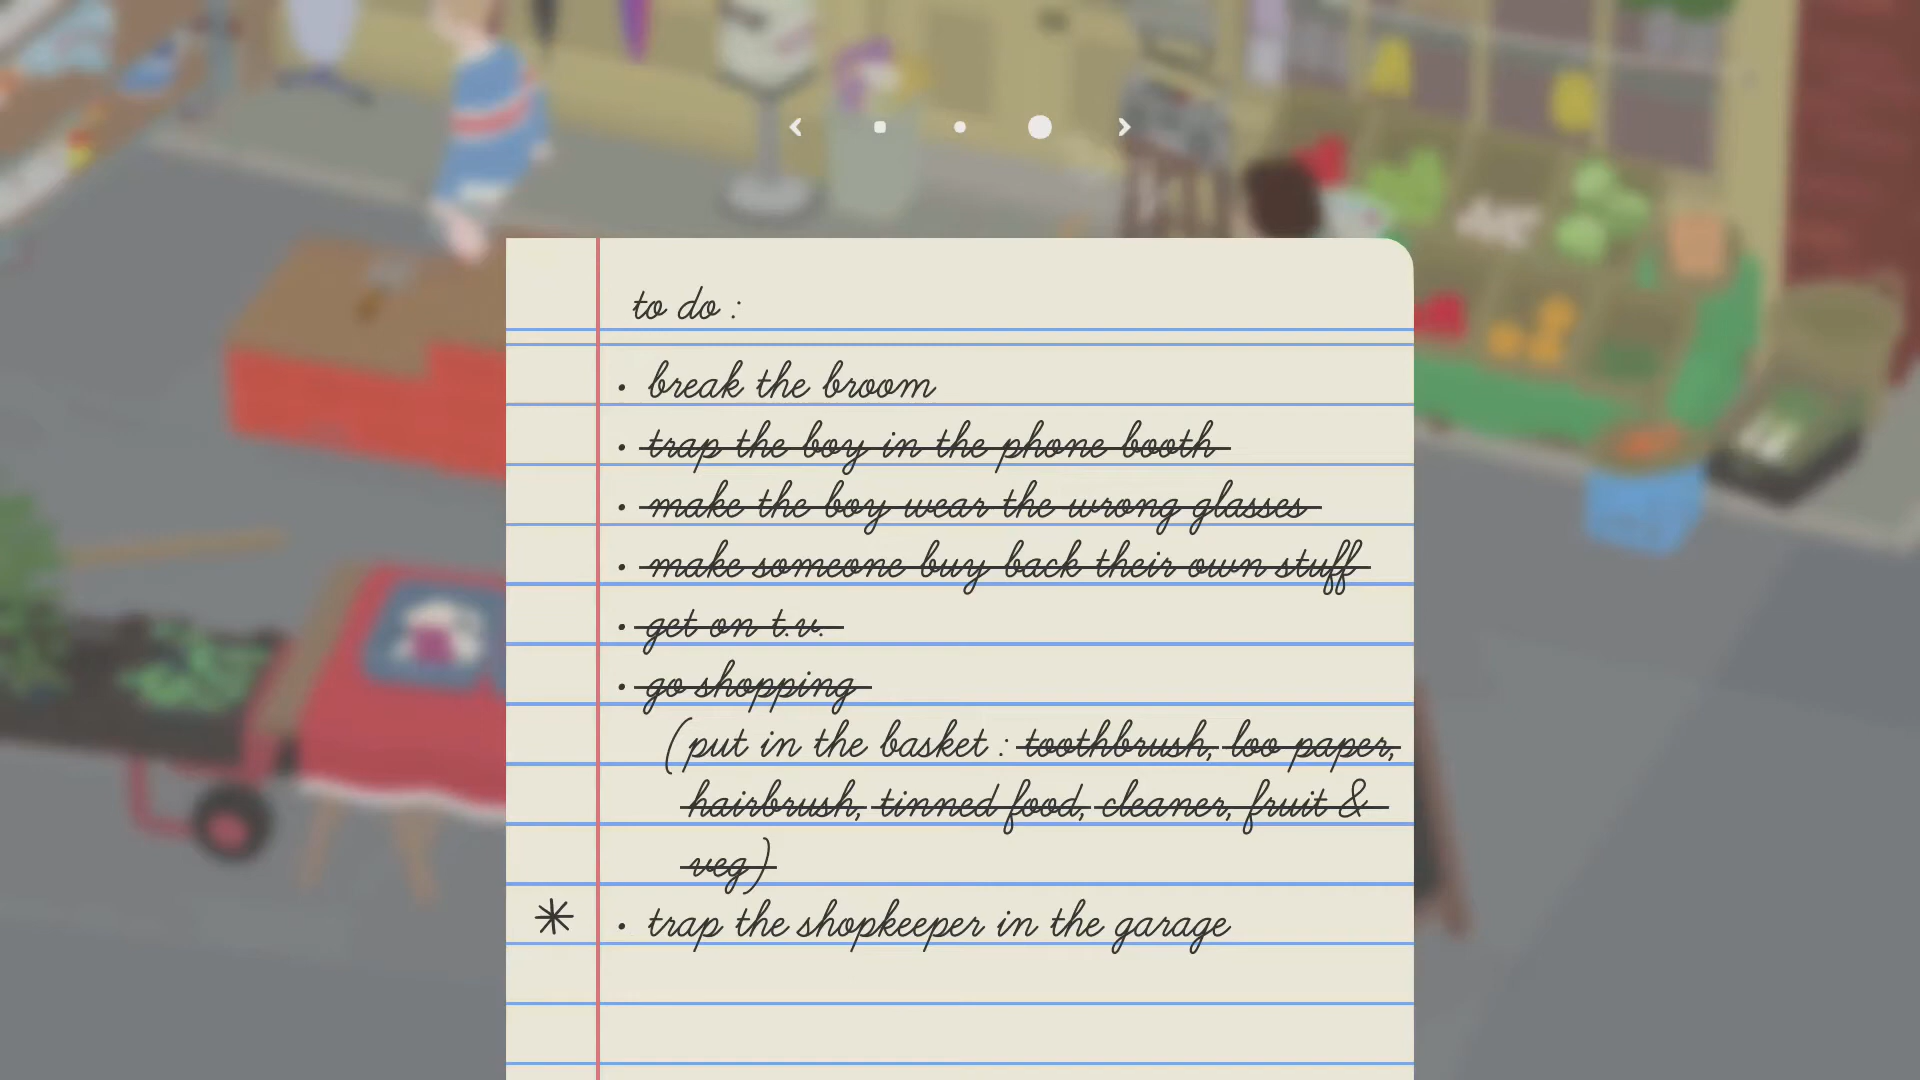 to do :
• break the broom
• trap the boy in the phone booth
• make the boy wear the wrong glasses
• make someone buy back their own stuff
• get on t.v.
• go shopping
(put in the basket : toothbrush, loo paper,
hairbrush, tinned food, cleaner, fruit &
veg)
* • trap the shopkeeper in the garage